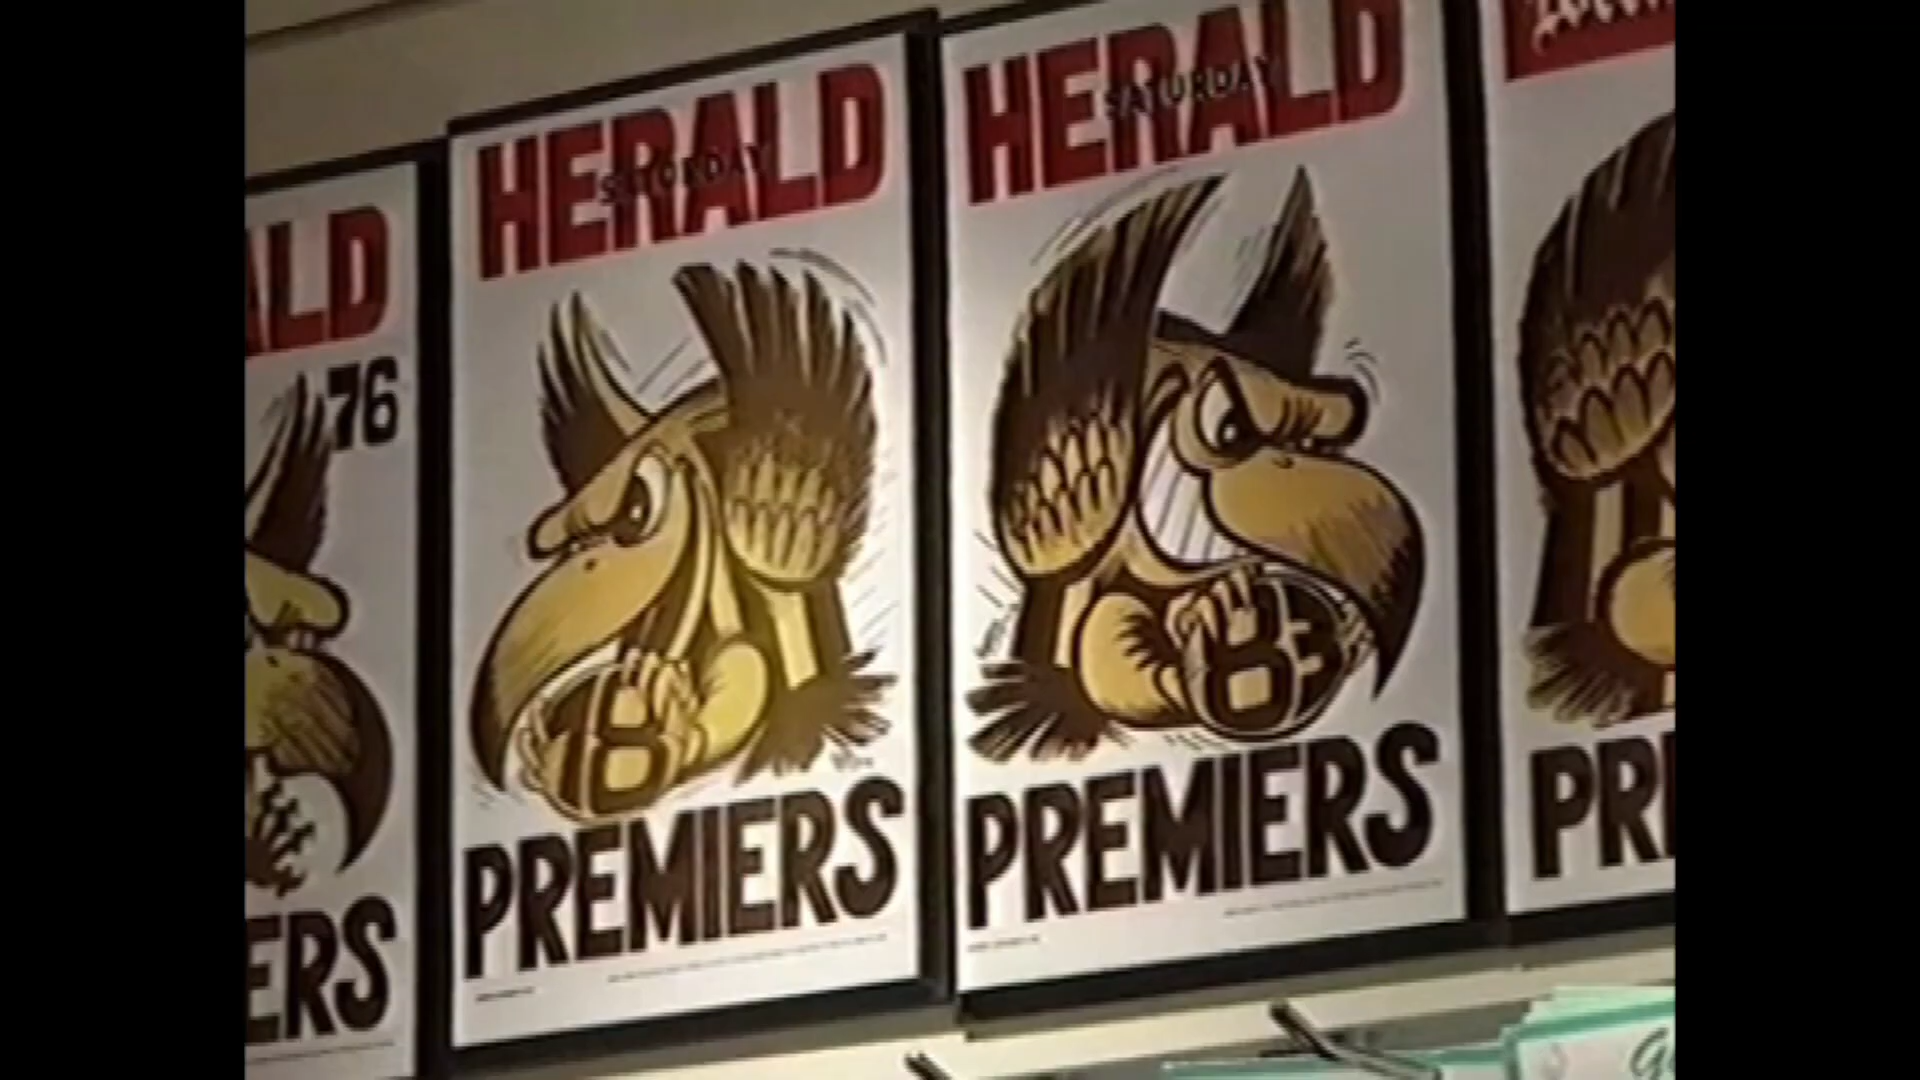 ALD
76
ERS
HERALD
SATURDAY
78
PREMIERS
HERALD
SATURDAY
83
PREMIERS
PR